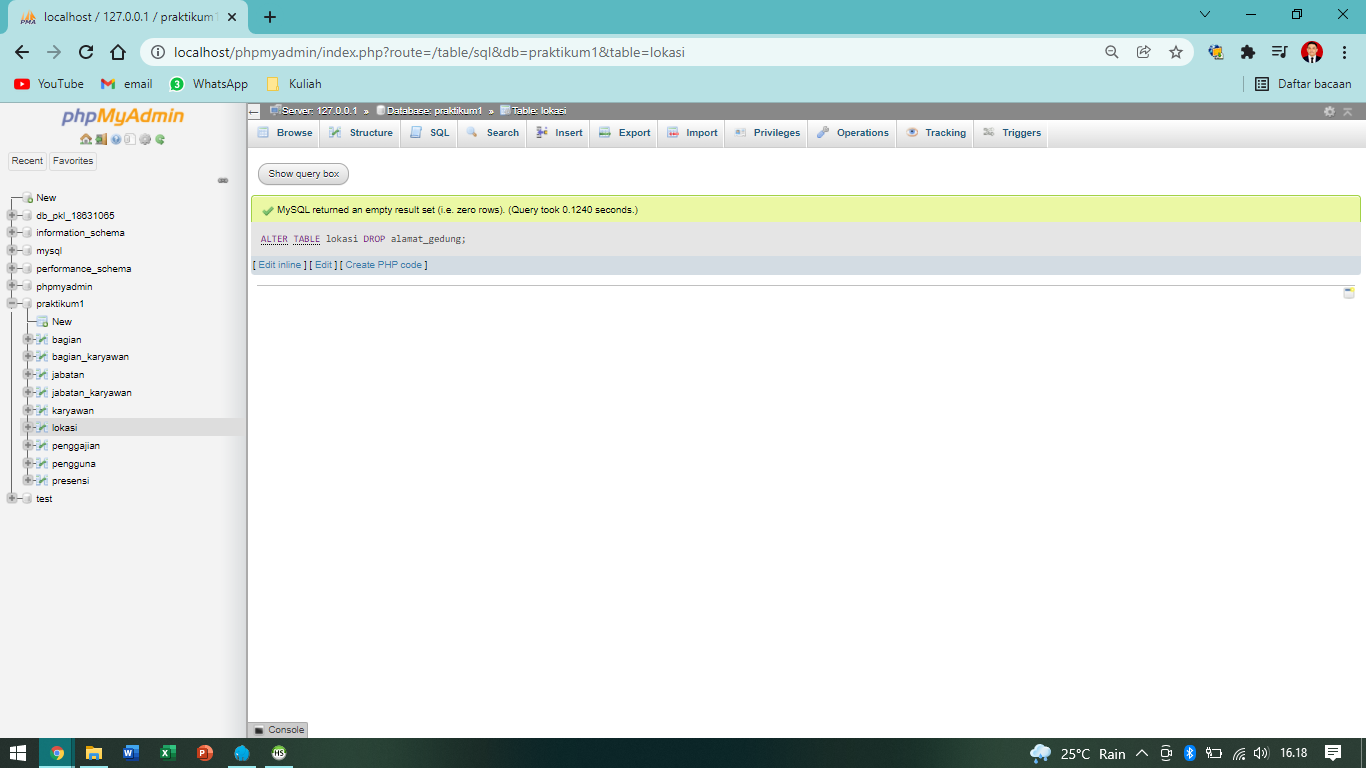 localhost / 127.0.0.1 / praktikum1
localhost/phpmyadmin/index.php?route=/table/sql&db=praktikum1&table=lokasi
YouTube email 3 WhatsApp Kuliah Daftar bacaan
phpMyAdmin
Recent Favorites
New
db_pkl_18631065
information_schema
mysql
performance_schema
phpmyadmin
praktikum1
New
bagian
bagian_karyawan
jabatan
jabatan_karyawan
karyawan
lokasi
penggajian
pengguna
presensi
test
Server: 127.0.0.1 » Database: praktikum1 » Table: lokasi
Browse Structure SQL Search Insert Export Import Privileges Operations Tracking Triggers
Show query box
MySQL returned an empty result set (i.e. zero rows). (Query took 0.1240 seconds.)
ALTER TABLE lokasi DROP alamat_gedung;
[ Edit inline ] [ Edit ] [ Create PHP code ]
Console
25°C Rain 16.18